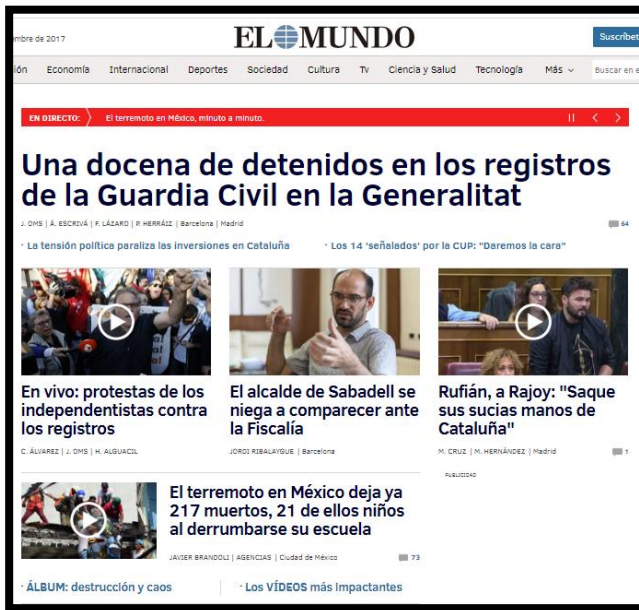 mbre de 2017
EL MUNDO
Suscríbet
ión Economía Internacional Deportes Sociedad Cultura Tv Ciencia y Salud Tecnología Más Buscar en e
EN DIRECTO: El terremoto en México, minuto a minuto.
Una docena de detenidos en los registros
de la Guardia Civil en la Generalitat
J. OMS | Á. ESCRIVÁ | F. LÁZARO | P. HERRÁIZ | Barcelona | Madrid 64
· La tensión política paraliza las inversiones en Cataluña · Los 14 'señalados' por la CUP: "Daremos la cara"
En vivo: protestas de los
independentistas contra
los registros
C. ÁLVAREZ | J. OMS | H. ALGUACIL
El alcalde de Sabadell se
niega a comparecer ante
la Fiscalía
JORDI RIBALAYGUE | Barcelona
Rufián, a Rajoy: "Saque
sus sucias manos de
Cataluña"
M. CRUZ | M. HERNÁNDEZ | Madrid 1
PUBLICIDAD
El terremoto en México deja ya
217 muertos, 21 de ellos niños
al derrumbarse su escuela
JAVIER BRANDOLI | AGENCIAS | Ciudad de México 73
· ÁLBUM: destrucción y caos · Los VÍDEOS más impactantes